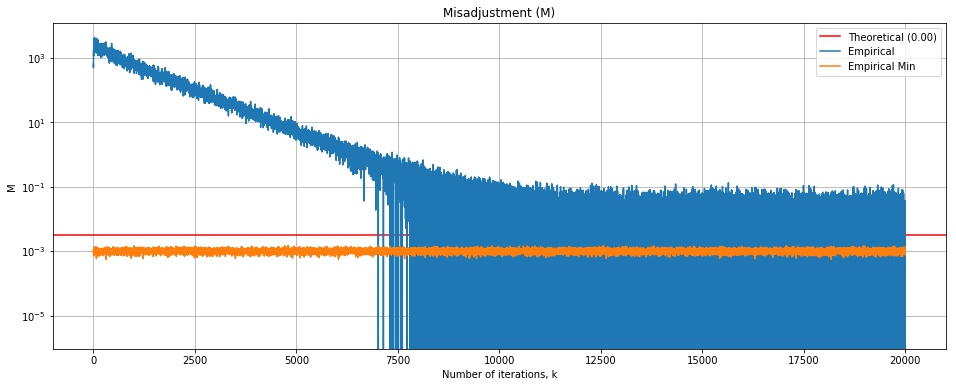 Misadjustment (M)
Theoretical (0.00)
Empirical
Empirical Min
10³
10¹
10⁻¹
10⁻³
10⁻⁵
M
0 2500 5000 7500 10000 12500 15000 17500 20000
Number of iterations, k